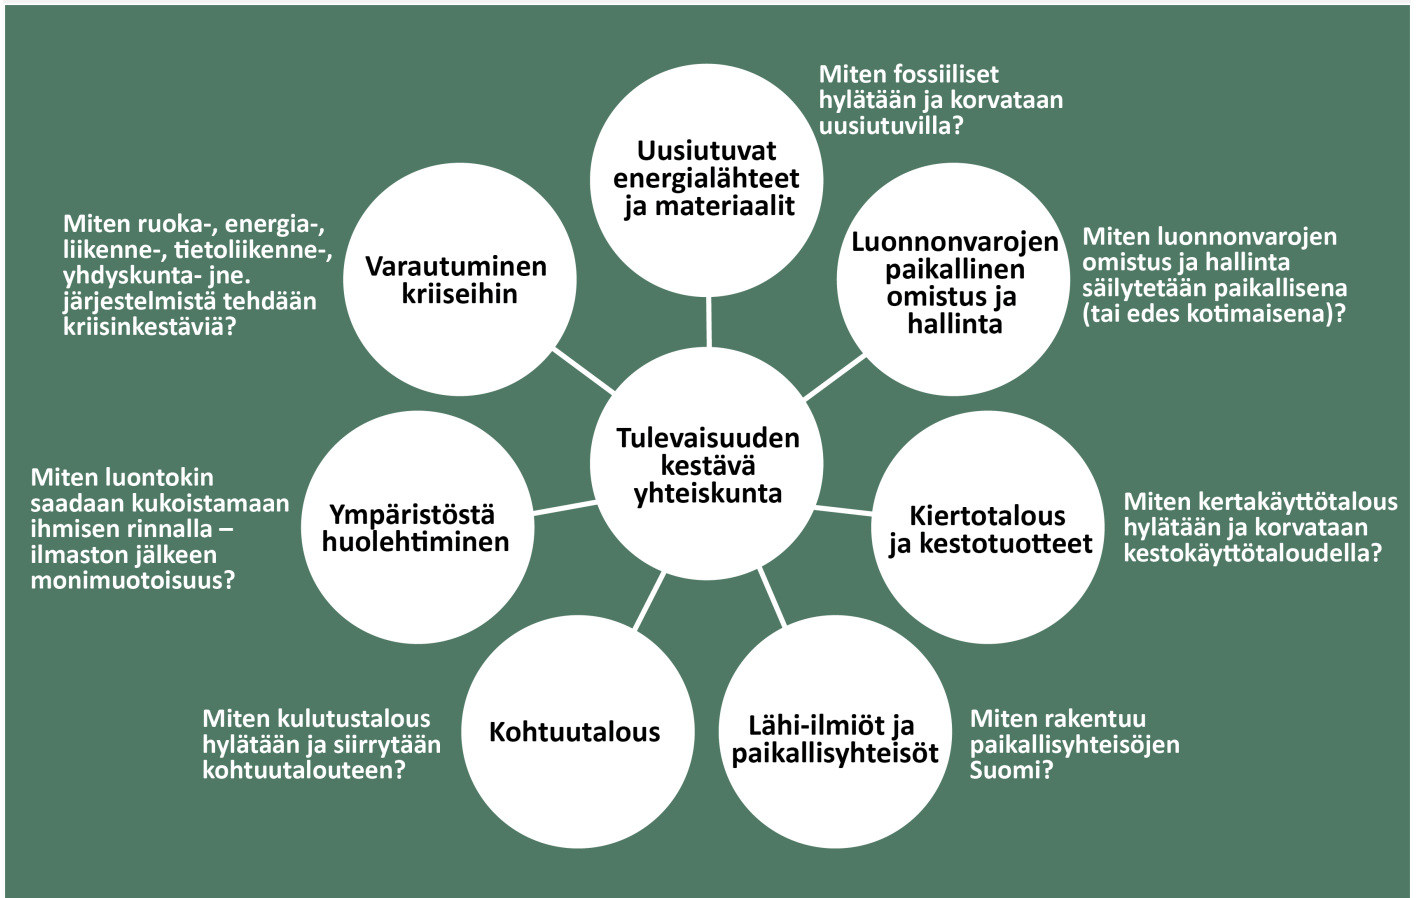 Miten fossiiliset
hylätään ja korvataan
uusiutuvilla?
Uusiutuvat
energialähteet
ja materiaalit
Luonnonvarojen
paikallinen
omistus ja
hallinta
Miten luonnonvarojen
omistus ja hallinta
säilytetään paikallisena
(tai edes kotimaisena)?
Miten ruoka-, energia-,
liikenne-, tietoliikenne-,
yhdyskunta- jne.
järjestelmistä tehdään
kriisinkestäviä?
Varautuminen
kriiseihin
Tulevaisuuden
kestävä
yhteiskunta
Miten luontokin
saadaan kukoistamaan
ihmisen rinnalla –
ilmaston jälkeen
monimuotoisuus?
Ympäristöstä
huolehtiminen
Kiertotalous
ja kestotuotteet
Miten kertakäyttötalous
hylätään ja korvataan
kestokäyttötaloudella?
Miten kulutustalous
hylätään ja siirrytään
kohtuutalouteen?
Kohtuutalous
Lähi-ilmiöt ja
paikallisyhteisöt
Miten rakentuu
paikallisyhteisöjen
Suomi?